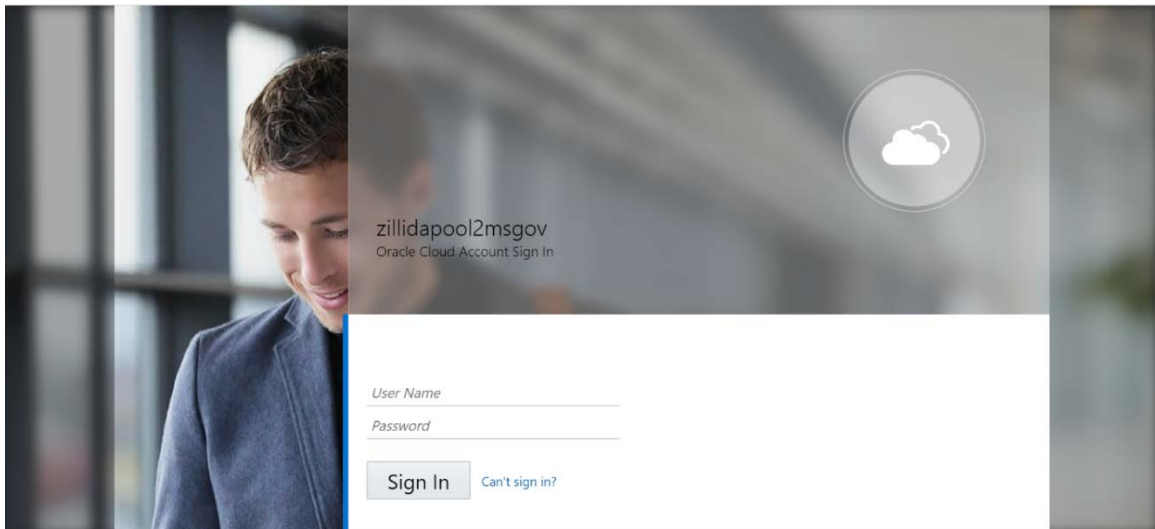 zillidapool2msgov
Oracle Cloud Account Sign In
User Name
Password
Sign In
Can't sign in?